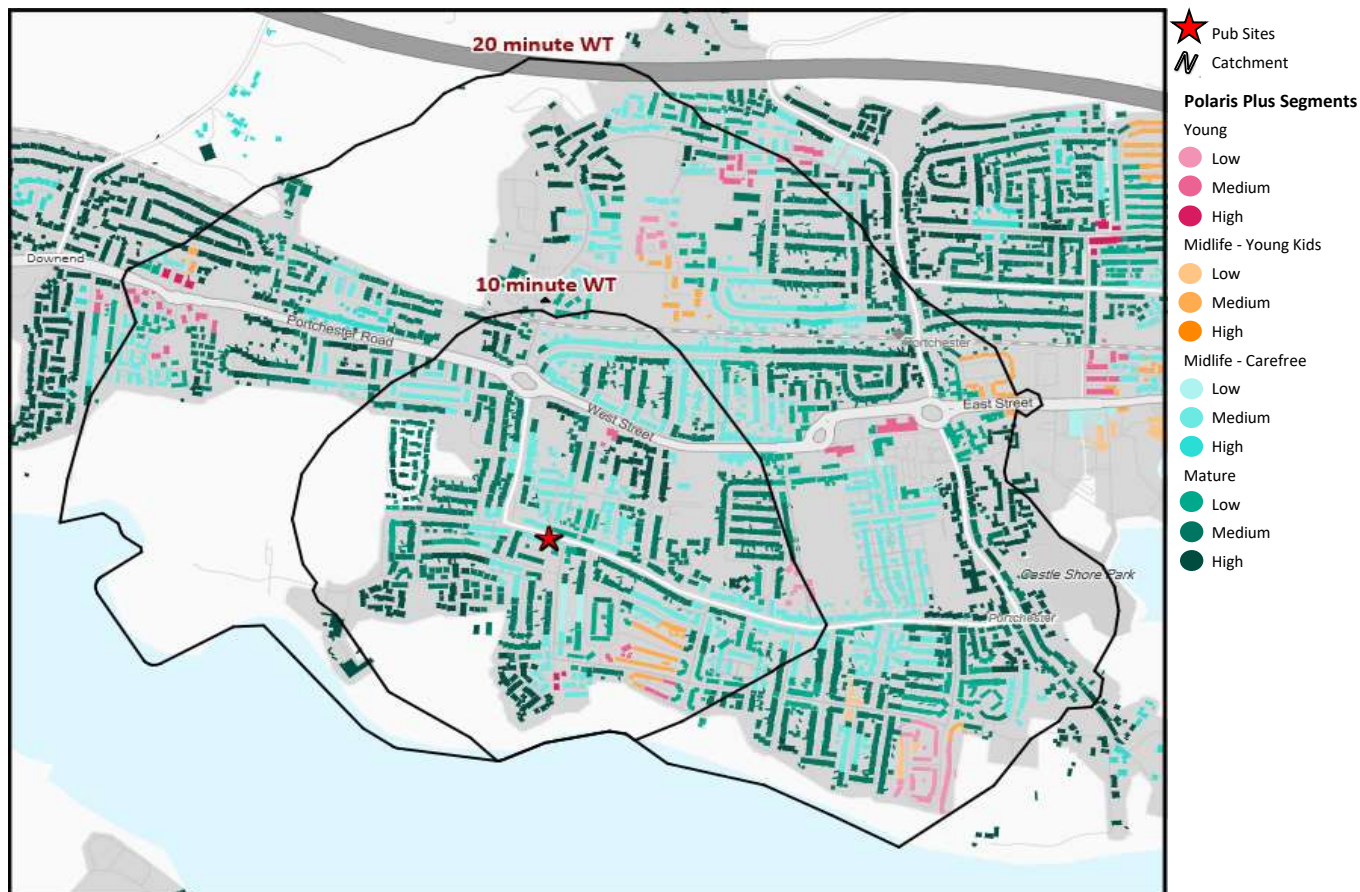 20 minute WT
10 minute WT
Downend
Portchester Road
West Street
Portchester
East Street
Castle Shore Park
Portchester
Pub Sites
Catchment
Polaris Plus Segments
Young
Low
Medium
High
Midlife - Young Kids
Low
Medium
High
Midlife - Carefree
Low
Medium
High
Mature
Low
Medium
High